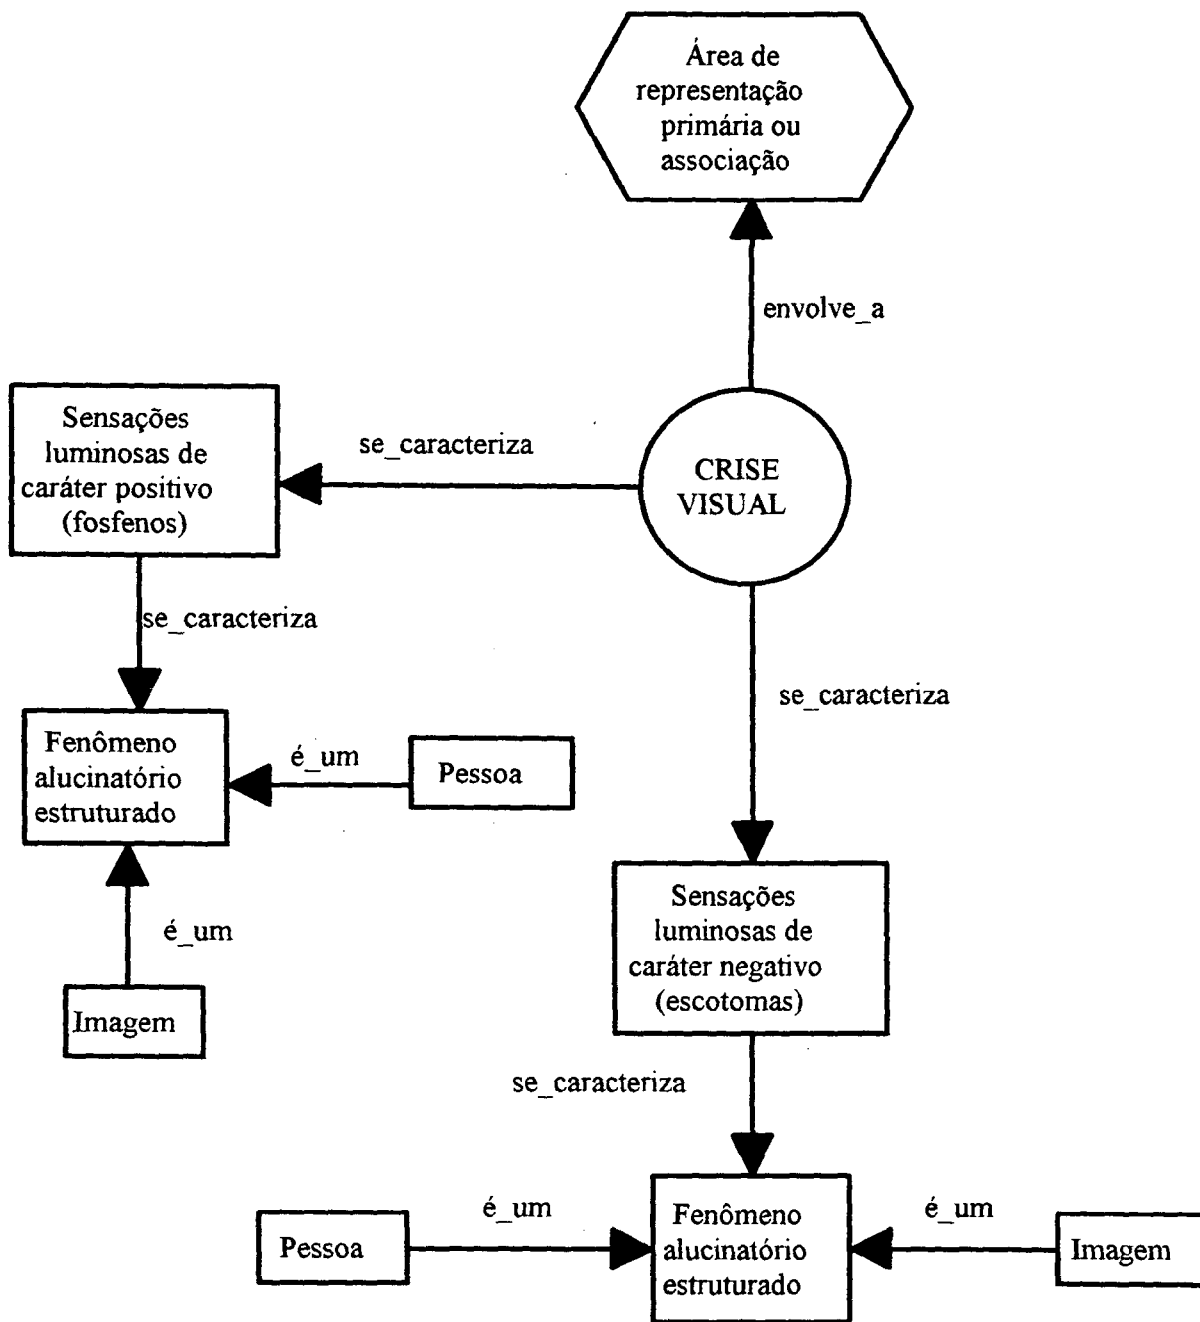 Área de
representação
primária ou
associação
envolve_a
Sensações
luminosas de
caráter positivo
(fosfenos)
se_caracteriza
CRISE
VISUAL
se_caracteriza
se_caracteriza
Fenômeno
alucinatório
estruturado
é_um
Pessoa
é_um
Imagem
Sensações
luminosas de
caráter negativo
(escotomas)
se_caracteriza
Pessoa
é_um
Fenômeno
alucinatório
estruturado
é_um
Imagem